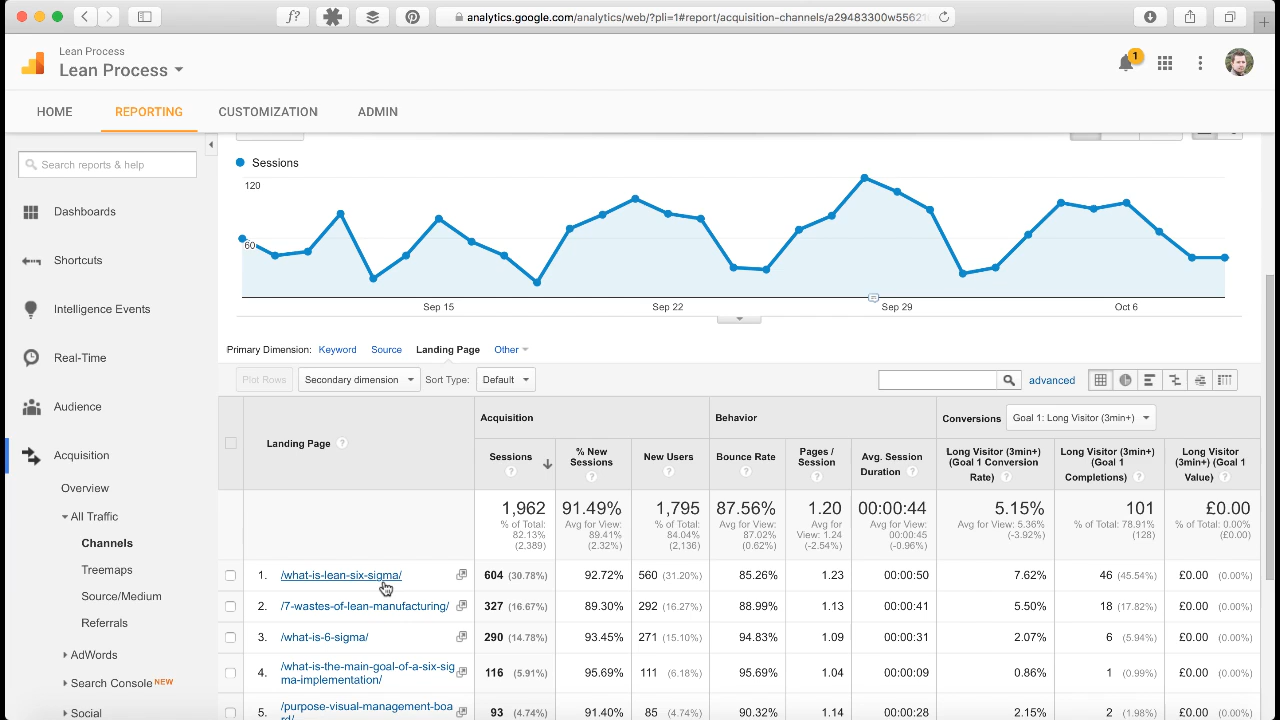 f?
analytics.google.com/analytics/web/?pli=1#report/acquisition-channels/a29483300w5562
Lean Process
Lean Process
1
HOME
REPORTING
CUSTOMIZATION
ADMIN
Search reports & help
Dashboards
Shortcuts
Intelligence Events
Real-Time
Audience
Acquisition
Overview
All Traffic
Channels
Treemaps
Source/Medium
Referrals
AdWords
Search Console NEW
Social
Sessions
120
60
Sep 15
Sep 22
Sep 29
Oct 6
Primary Dimension: Keyword Source Landing Page Other
Plot Rows Secondary dimension Sort Type: Default advanced
Landing Page ?
Acquisition
Behavior
Conversions Goal 1: Long Visitor (3min+)
Sessions ?
% New Sessions ?
New Users ?
Bounce Rate ?
Pages / Session ?
Avg. Session Duration ?
Long Visitor (3min+) (Goal 1 Conversion Rate) ?
Long Visitor (3min+) (Goal 1 Completions) ?
Long Visitor (3min+) (Goal 1 Value) ?
1,962 91.49% 1,795 87.56% 1.20 00:00:44 5.15% 101 £0.00
% of Total: 82.13% (2,389)
Avg for View: 89.41% (2.32%)
% of Total: 84.04% (2,136)
Avg for View: 87.02% (0.62%)
Avg for View: 1.24 (-2.54%)
Avg for View: 00:00:45 (-0.96%)
Avg for View: 5.36% (-3.92%)
% of Total: 78.91% (128)
% of Total: 0.00% (£0.00)
1. /what-is-lean-six-sigma/ 604 (30.78%) 92.72% 560 (31.20%) 85.26% 1.23 00:00:50 7.62% 46 (45.54%) £0.00 (0.00%)
2. /7-wastes-of-lean-manufacturing/ 327 (16.67%) 89.30% 292 (16.27%) 88.99% 1.13 00:00:41 5.50% 18 (17.82%) £0.00 (0.00%)
3. /what-is-6-sigma/ 290 (14.78%) 93.45% 271 (15.10%) 94.83% 1.09 00:00:31 2.07% 6 (5.94%) £0.00 (0.00%)
4. /what-is-the-main-goal-of-a-six-sig
ma-implementation/ 116 (5.91%) 95.69% 111 (6.18%) 95.69% 1.04 00:00:09 0.86% 1 (0.99%) £0.00 (0.00%)
5. /purpose-visual-management-boa
rd/ 93 (4.74%) 91.40% 85 (4.74%) 90.32% 1.14 00:00:28 2.15% 2 (1.98%) £0.00 (0.00%)